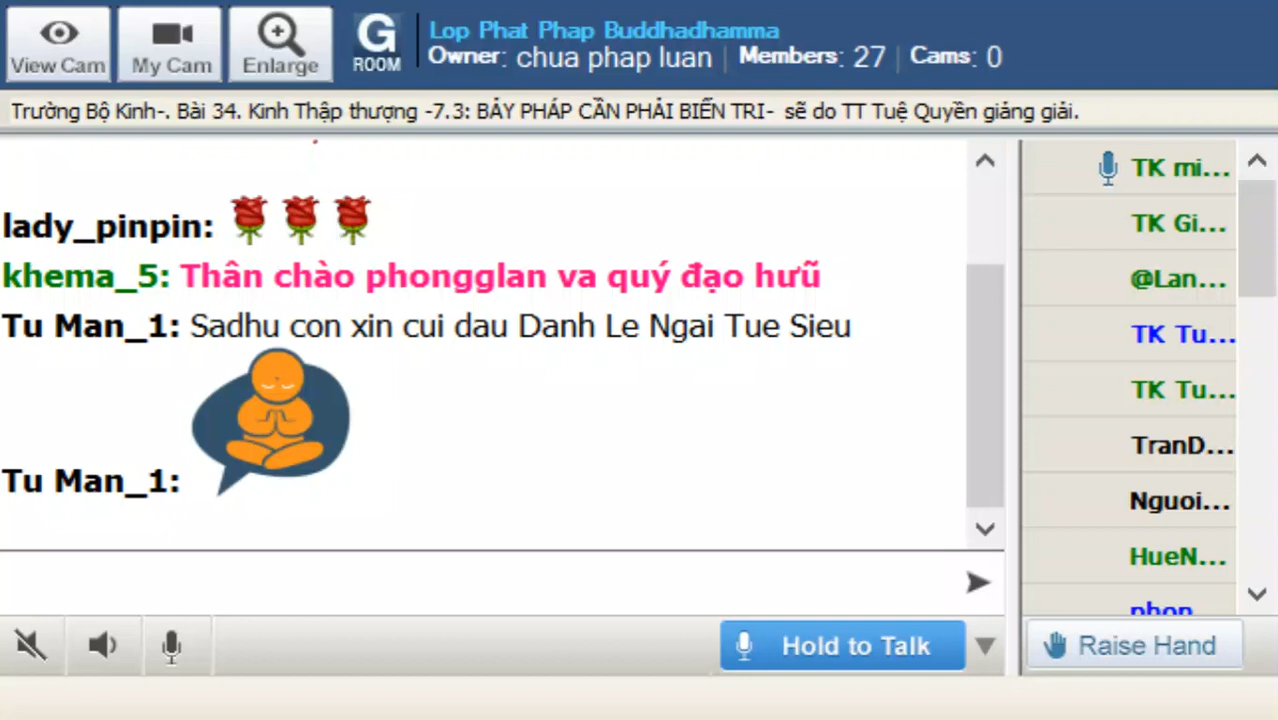 View Cam
My Cam
Enlarge
G
ROOM
Lop Phat Phap Buddhadhamma
Owner: chua phap luan | Members: 27 | Cams: 0
Trường Bộ Kinh-. Bài 34. Kinh Thập thượng -7.3: BẢY PHÁP CẦN PHẢI BIẾN TRI- sẽ do TT Tuệ Quyền giảng giải.
lady_pinpin:
khema_5: Thân chào phongglan va quý đạo hưũ
Tu Man_1: Sadhu con xin cui dau Danh Le Ngai Tue Sieu
Tu Man_1:
TK mi...
TK Gi...
@Lan...
TK Tu...
TK Tu...
TranD...
Nguoi...
HueN...
phon
Hold to Talk
Raise Hand